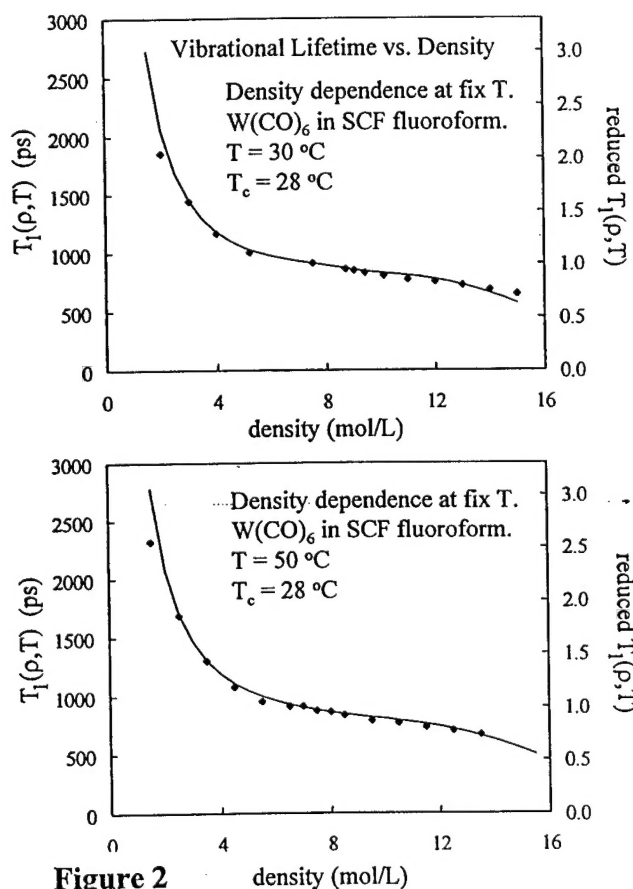 Vibrational Lifetime vs. Density
Density dependence at fix T.
W(CO)6 in SCF fluoroform.
T = 30 °C
Tc = 28 °C
T1(ρ,T) (ps)
3000
2500
2000
1500
1000
500
0
reduced T1(ρ,T)
3.0
2.5
2.0
1.5
1.0
0.5
0.0
0 4 8 12 16
density (mol/L)
Density dependence at fix T.
W(CO)6 in SCF fluoroform.
T = 50 °C
Tc = 28 °C
T1(ρ,T) (ps)
3000
2500
2000
1500
1000
500
0
reduced T1(ρ,T)
3.0
2.5
2.0
1.5
1.0
0.5
0.0
0 4 8 12 16
density (mol/L)
Figure 2